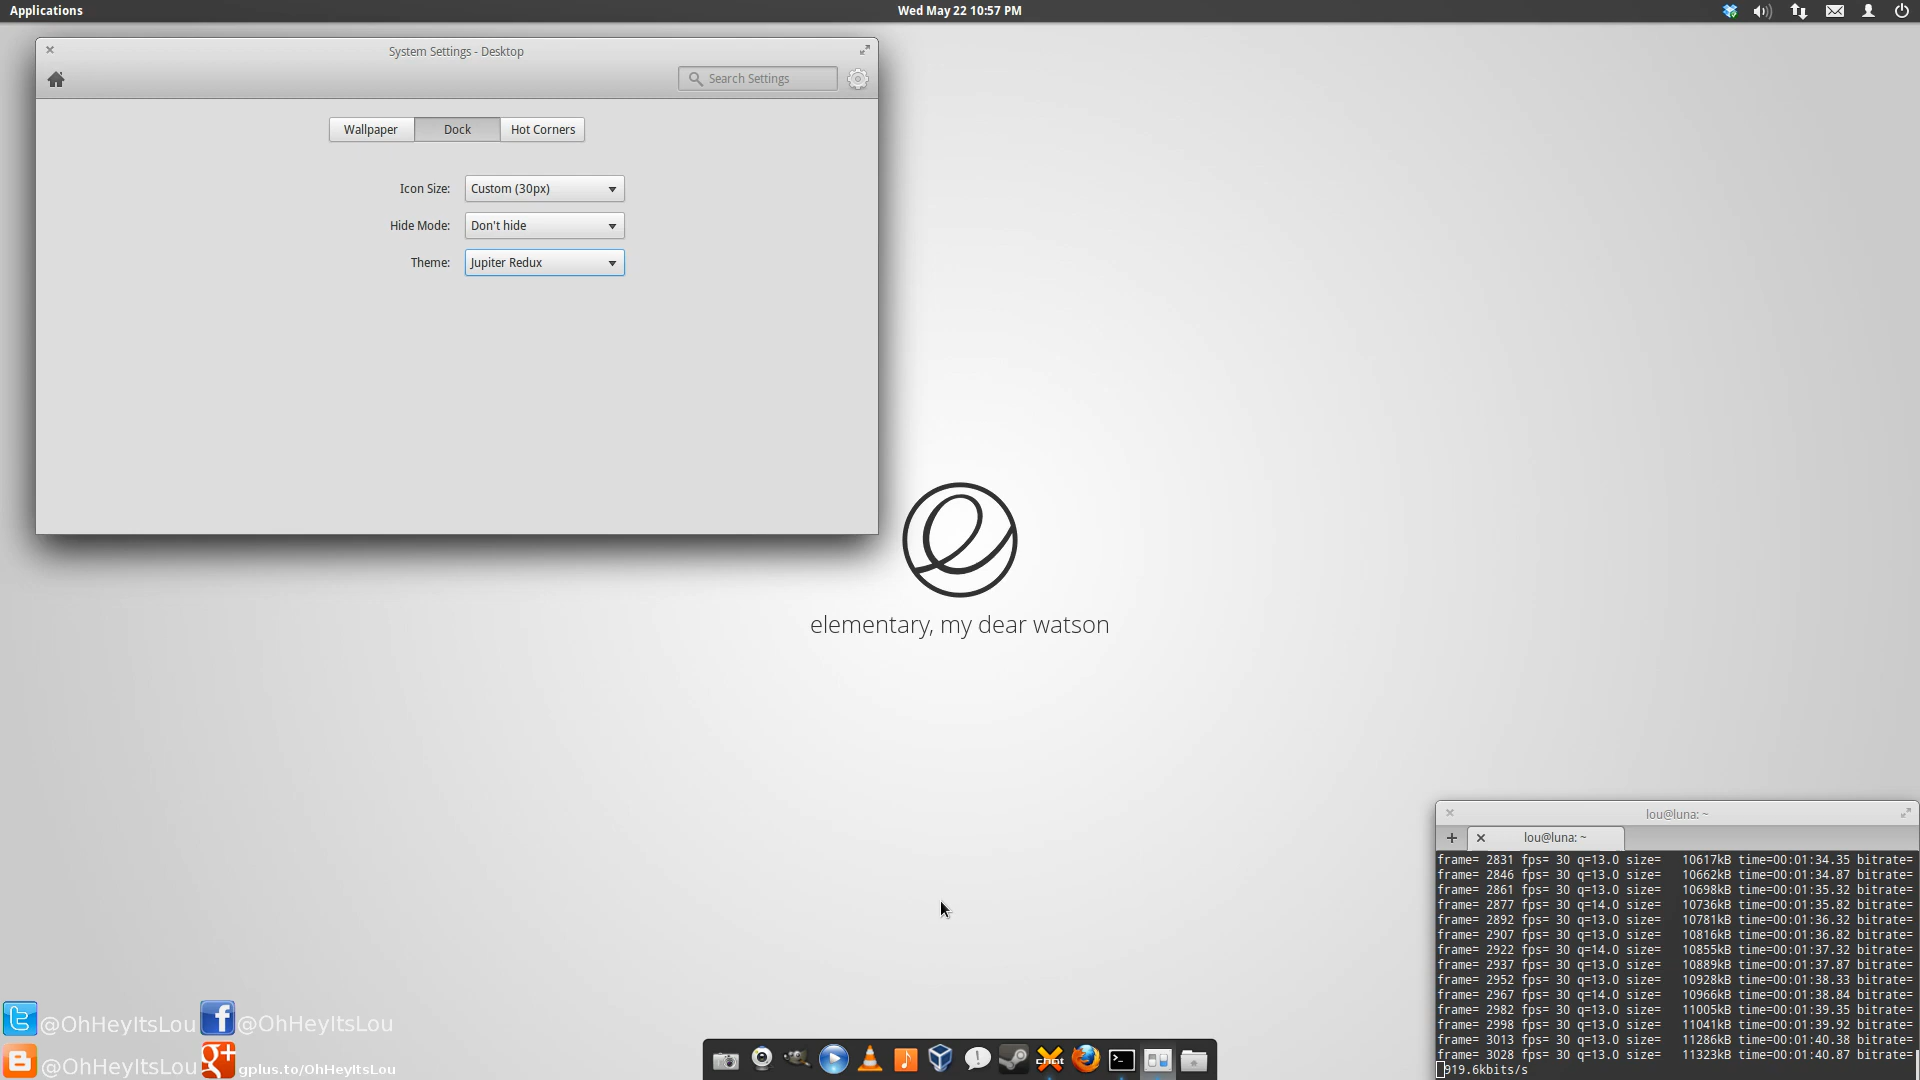 Applications
Wed May 22 10:57 PM
System Settings - Desktop
Search Settings
Wallpaper
Dock
Hot Corners
Icon Size:
Custom (30px)
Hide Mode:
Don't hide
Theme:
Jupiter Redux
elementary, my dear watson
lou@luna: ~
lou@luna: ~
frame= 2831 fps= 30 q=13.0 size=   10617kB time=00:01:34.35 bitrate=
frame= 2846 fps= 30 q=13.0 size=   10662kB time=00:01:34.87 bitrate=
frame= 2861 fps= 30 q=13.0 size=   10698kB time=00:01:35.32 bitrate=
frame= 2877 fps= 30 q=14.0 size=   10736kB time=00:01:35.82 bitrate=
frame= 2892 fps= 30 q=13.0 size=   10781kB time=00:01:36.32 bitrate=
frame= 2907 fps= 30 q=13.0 size=   10816kB time=00:01:36.82 bitrate=
frame= 2922 fps= 30 q=14.0 size=   10855kB time=00:01:37.32 bitrate=
frame= 2937 fps= 30 q=13.0 size=   10889kB time=00:01:37.87 bitrate=
frame= 2952 fps= 30 q=13.0 size=   10928kB time=00:01:38.33 bitrate=
frame= 2967 fps= 30 q=14.0 size=   10966kB time=00:01:38.84 bitrate=
frame= 2982 fps= 30 q=13.0 size=   11005kB time=00:01:39.35 bitrate=
frame= 2998 fps= 30 q=13.0 size=   11041kB time=00:01:39.92 bitrate=
frame= 3013 fps= 30 q=13.0 size=   11286kB time=00:01:40.38 bitrate=
frame= 3028 fps= 30 q=13.0 size=   11323kB time=00:01:40.87 bitrate=
919.6kbits/s
@OhHeyItsLou
@OhHeyItsLou
@OhHeyItsLou
gplus.to/OhHeyItsLou
chat